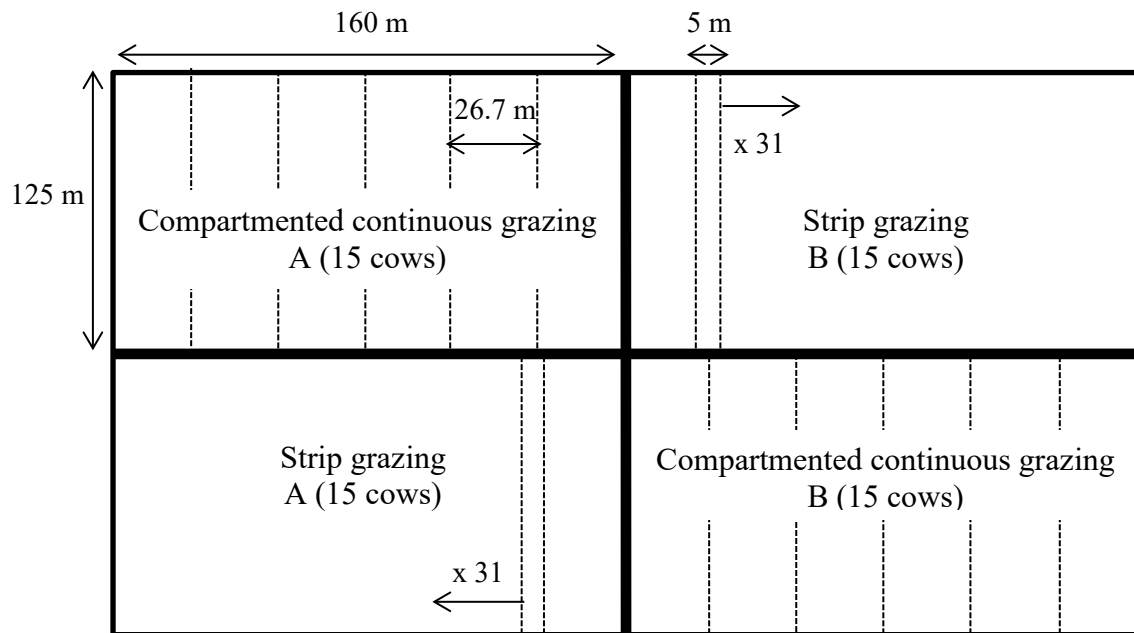 160 m
5 m
26.7 m
x 31
125 m
Compartmented continuous grazing
A (15 cows)
Strip grazing
B (15 cows)
Strip grazing
A (15 cows)
Compartmented continuous grazing
B (15 cows)
x 31